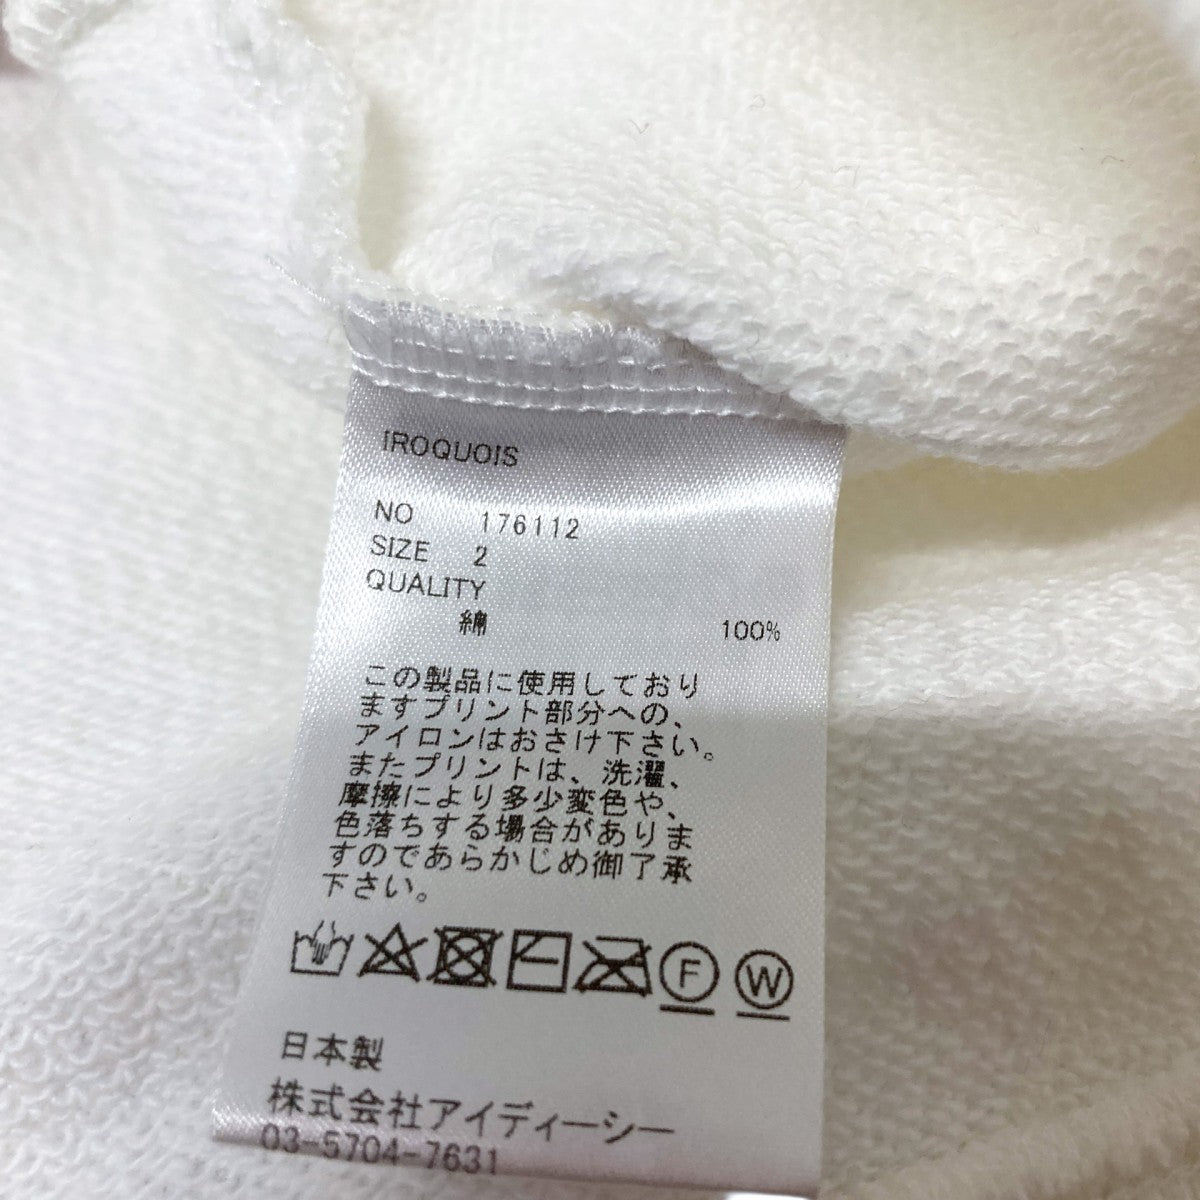 IROQUOIS
NO 176112
SIZE 2
QUALITY
綿 100%
この製品に使用しており
ますプリント部分への、
アイロンはおさけ下さい。
またプリントは、洗濯、
摩擦により多少変色や、
色落ちする場合がありま
すのであらかじめ御了承
下さい。
F W
日本製
株式会社アイディーシー
03-5704-7631